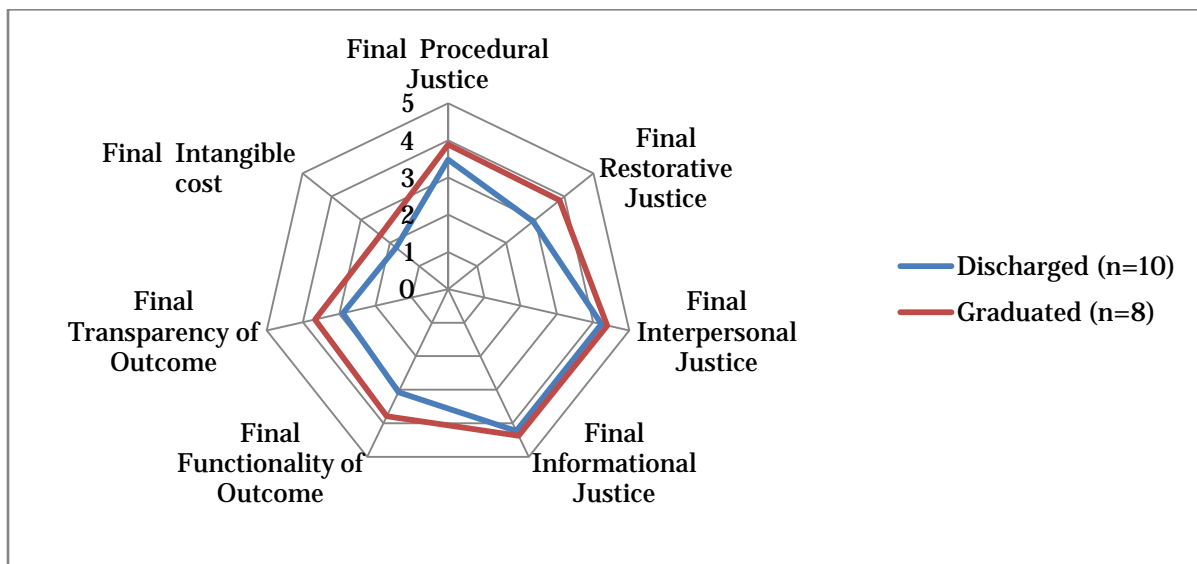 Final Procedural
Justice
5
4
3
2
1
0
Final
Restorative
Justice
Final
Interpersonal
Justice
Final
Informational
Justice
Final
Functionality of
Outcome
Final
Transparency of
Outcome
Final Intangible
cost
Discharged (n=10)
Graduated (n=8)